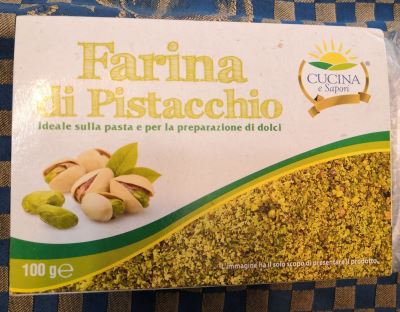 Farina
di Pistacchio
Ideale sulla pasta e per la preparazione di dolci
CUCINA
e Sapori
100 g e
L'immagine ha il solo scopo di presentare il prodotto.